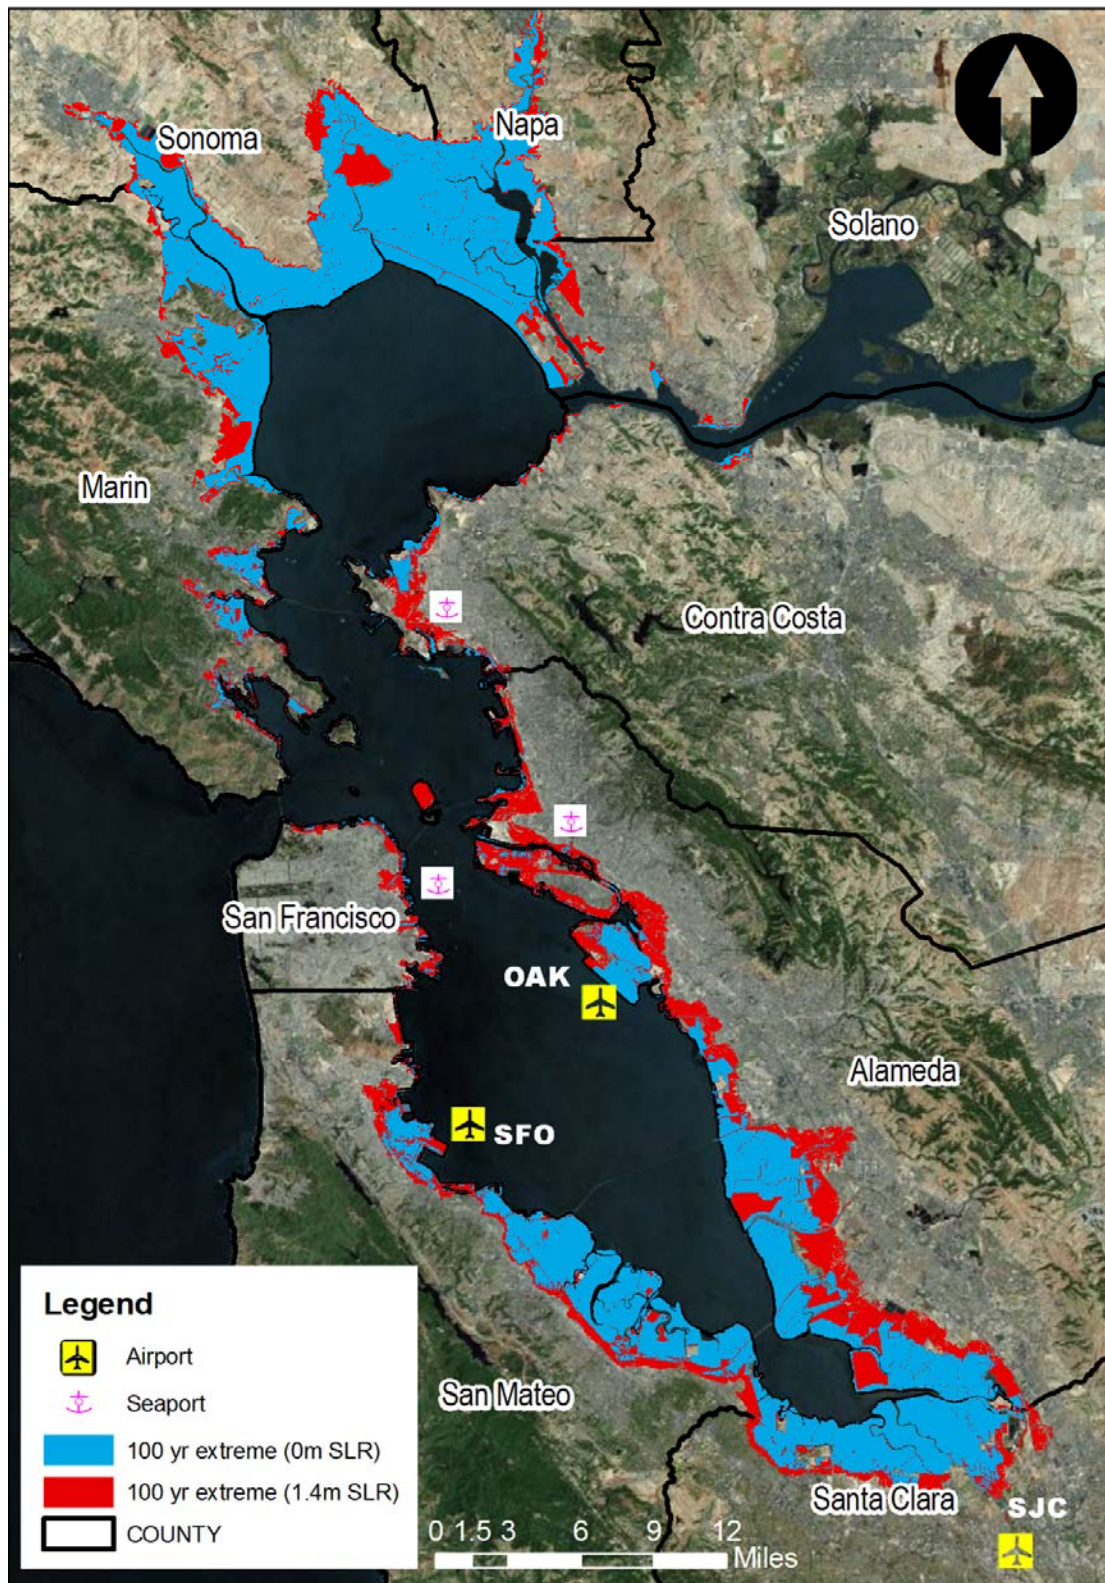 Sonoma
Napa
Solano
Marin
Contra Costa
San Francisco
OAK
Alameda
SFO
San Mateo
Santa Clara
SJC
Legend
Airport
Seaport
100 yr extreme (0m SLR)
100 yr extreme (1.4m SLR)
COUNTY
0 1.5 3 6 9 12
Miles